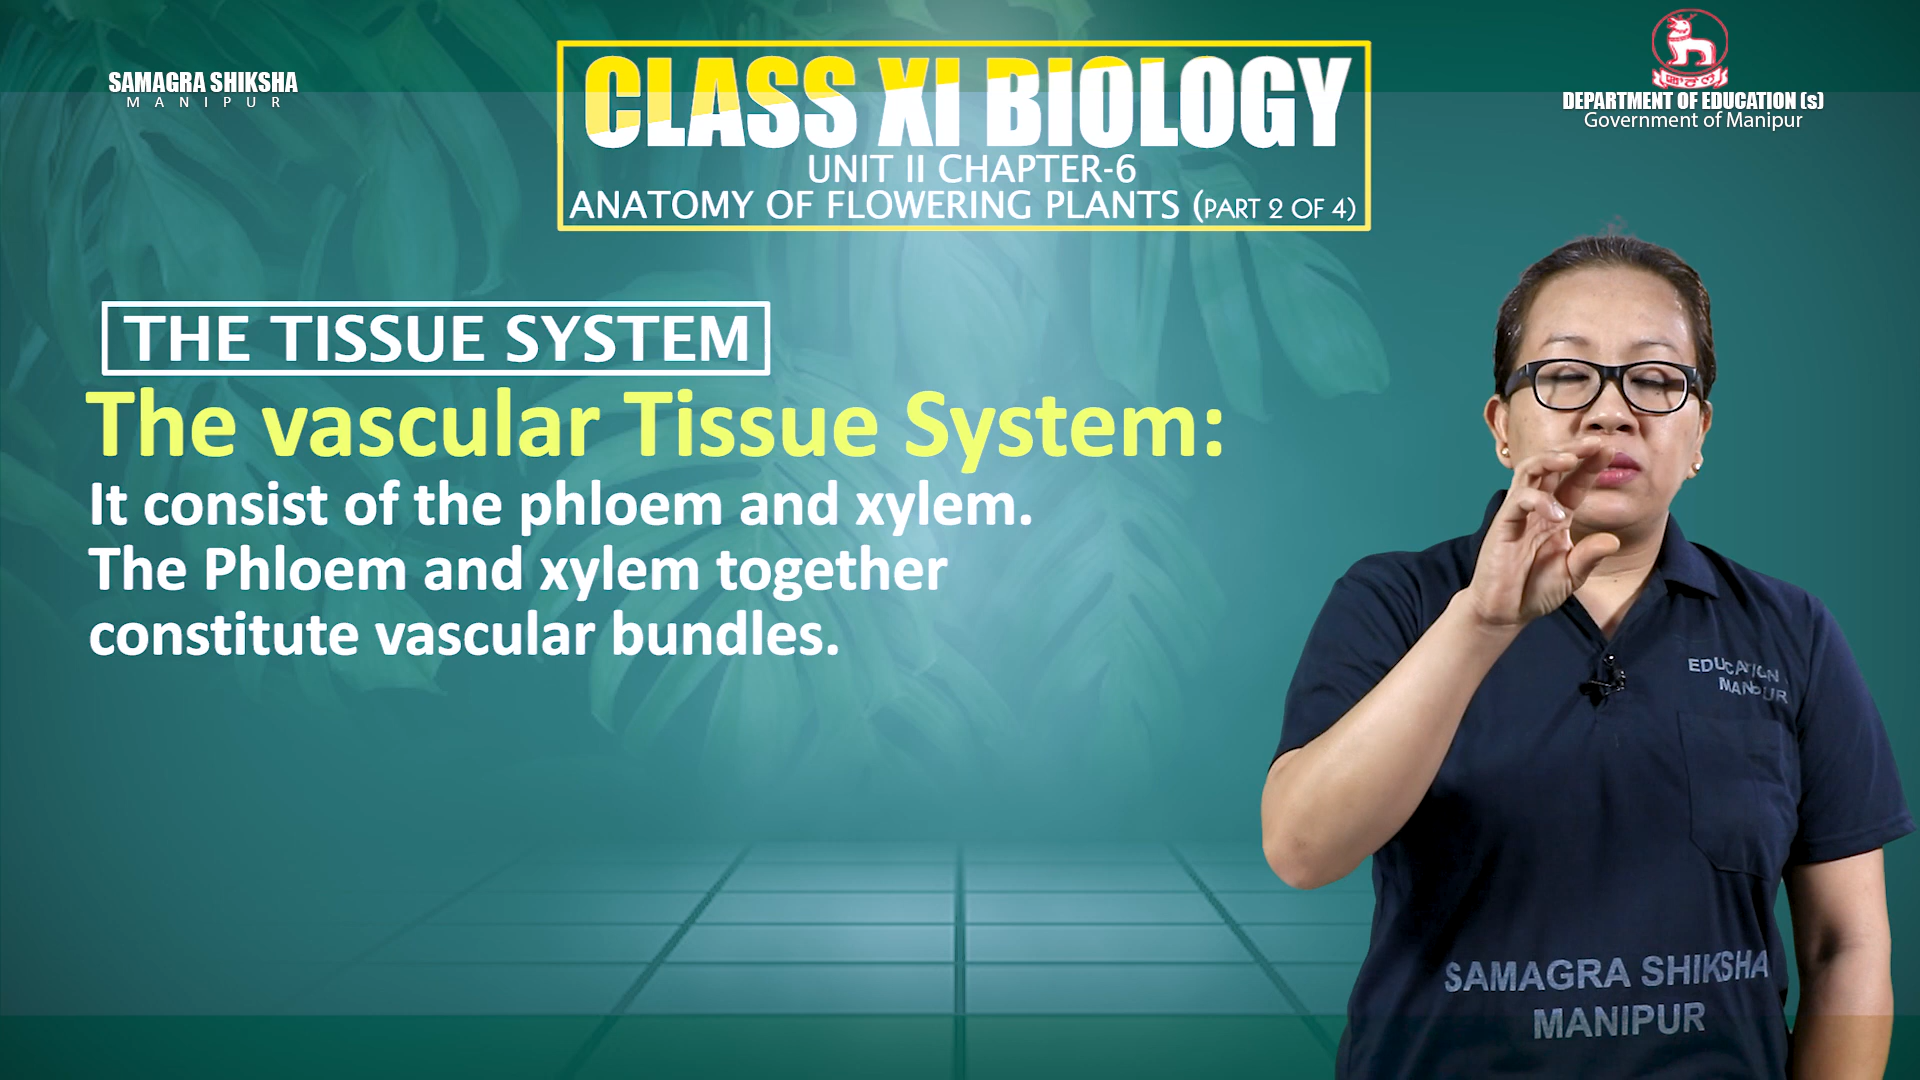 SAMAGRA SHIKSHA
MANIPUR
CLASS XI BIOLOGY
UNIT II CHAPTER-6
ANATOMY OF FLOWERING PLANTS (PART 2 OF 4)
DEPARTMENT OF EDUCATION (s)
Government of Manipur
THE TISSUE SYSTEM
The vascular Tissue System:
It consist of the phloem and xylem.
The Phloem and xylem together
constitute vascular bundles.
EDUCATION
MANIPUR
SAMAGRA SHIKSHA
MANIPUR